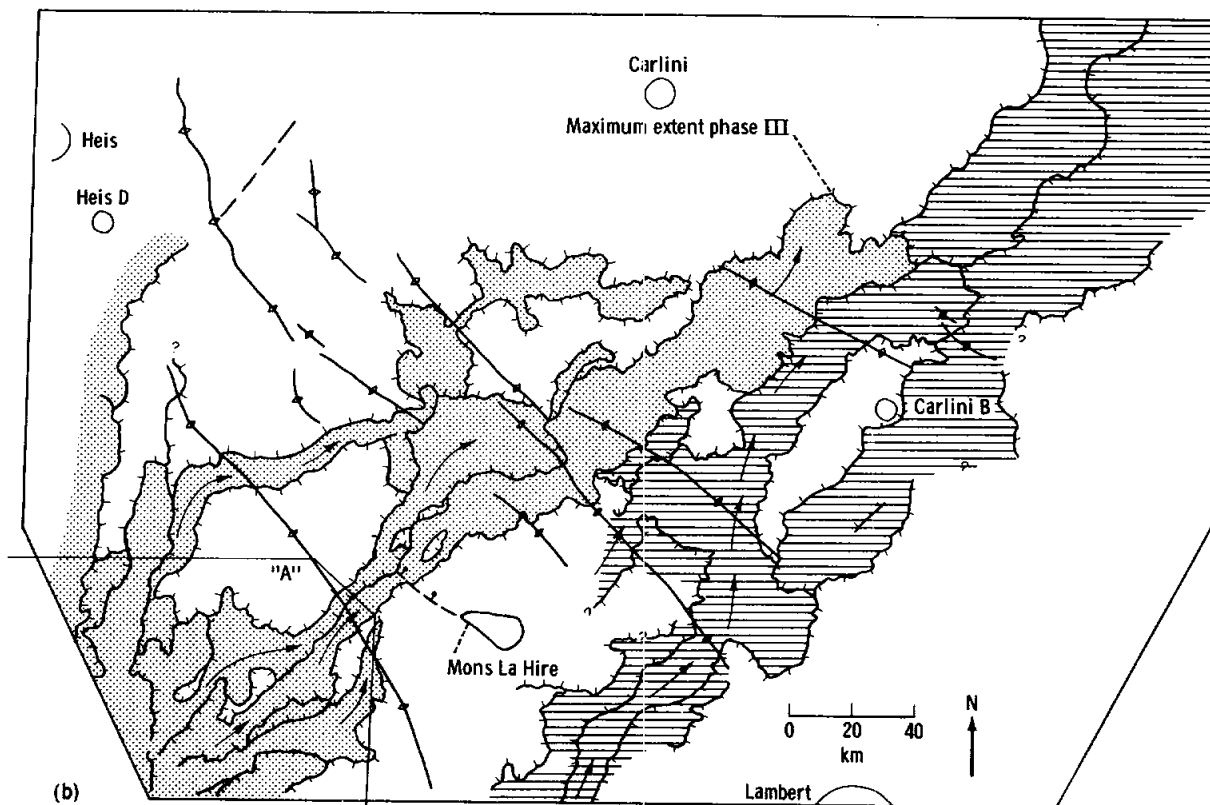 Carlini
Maximum extent phase III
Heis
Heis D
?
?
Carlini B
?
"A"
?
Mons La Hire
N
0 20 40
km
Lambert
(b)